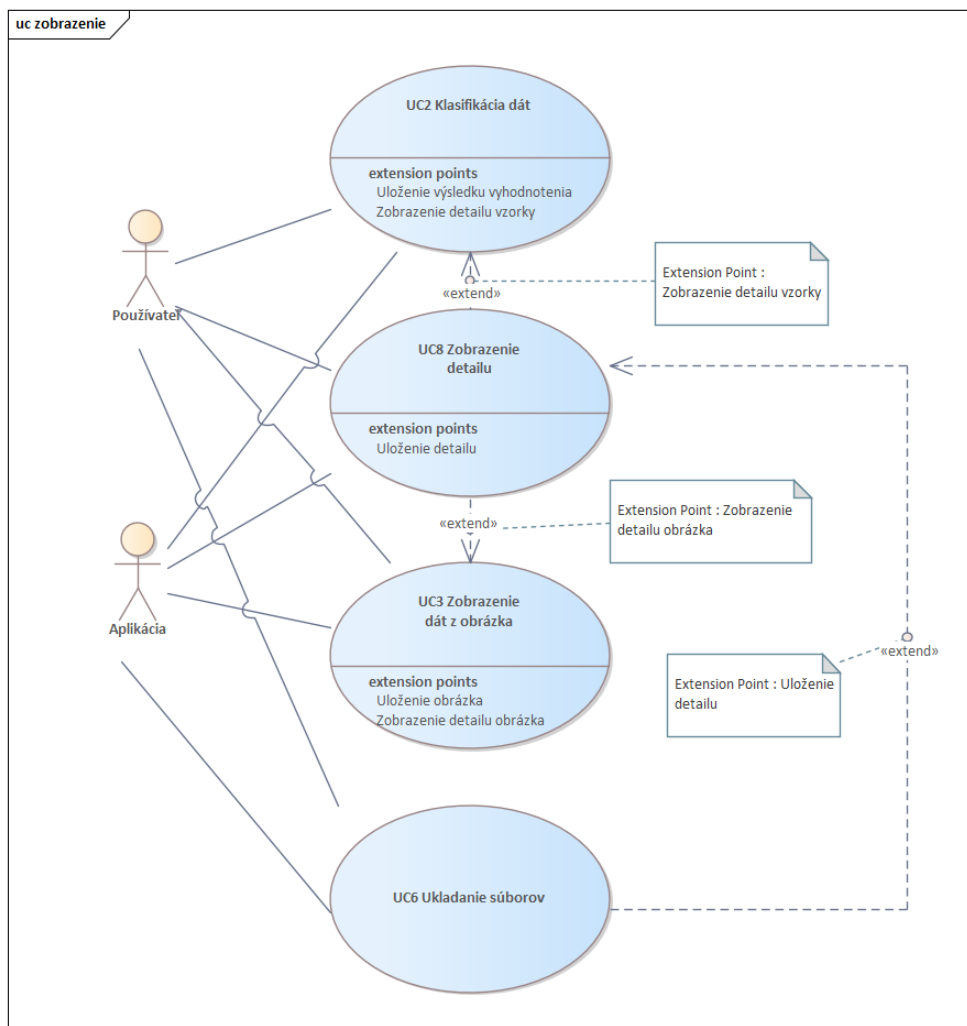 uc zobrazenie
UC2 Klasifikácia dát
extension points
Uloženie výsledku vyhodnotenia
Zobrazenie detailu vzorky
Používateľ
«extend»
Extension Point :
Zobrazenie detailu vzorky
UC8 Zobrazenie
detailu
extension points
Uloženie detailu
«extend»
Extension Point : Zobrazenie
detailu obrázka
Aplikácia
UC3 Zobrazenie
dát z obrázka
extension points
Uloženie obrázka
Zobrazenie detailu obrázka
«extend»
Extension Point : Uloženie
detailu
UC6 Ukladanie súborov